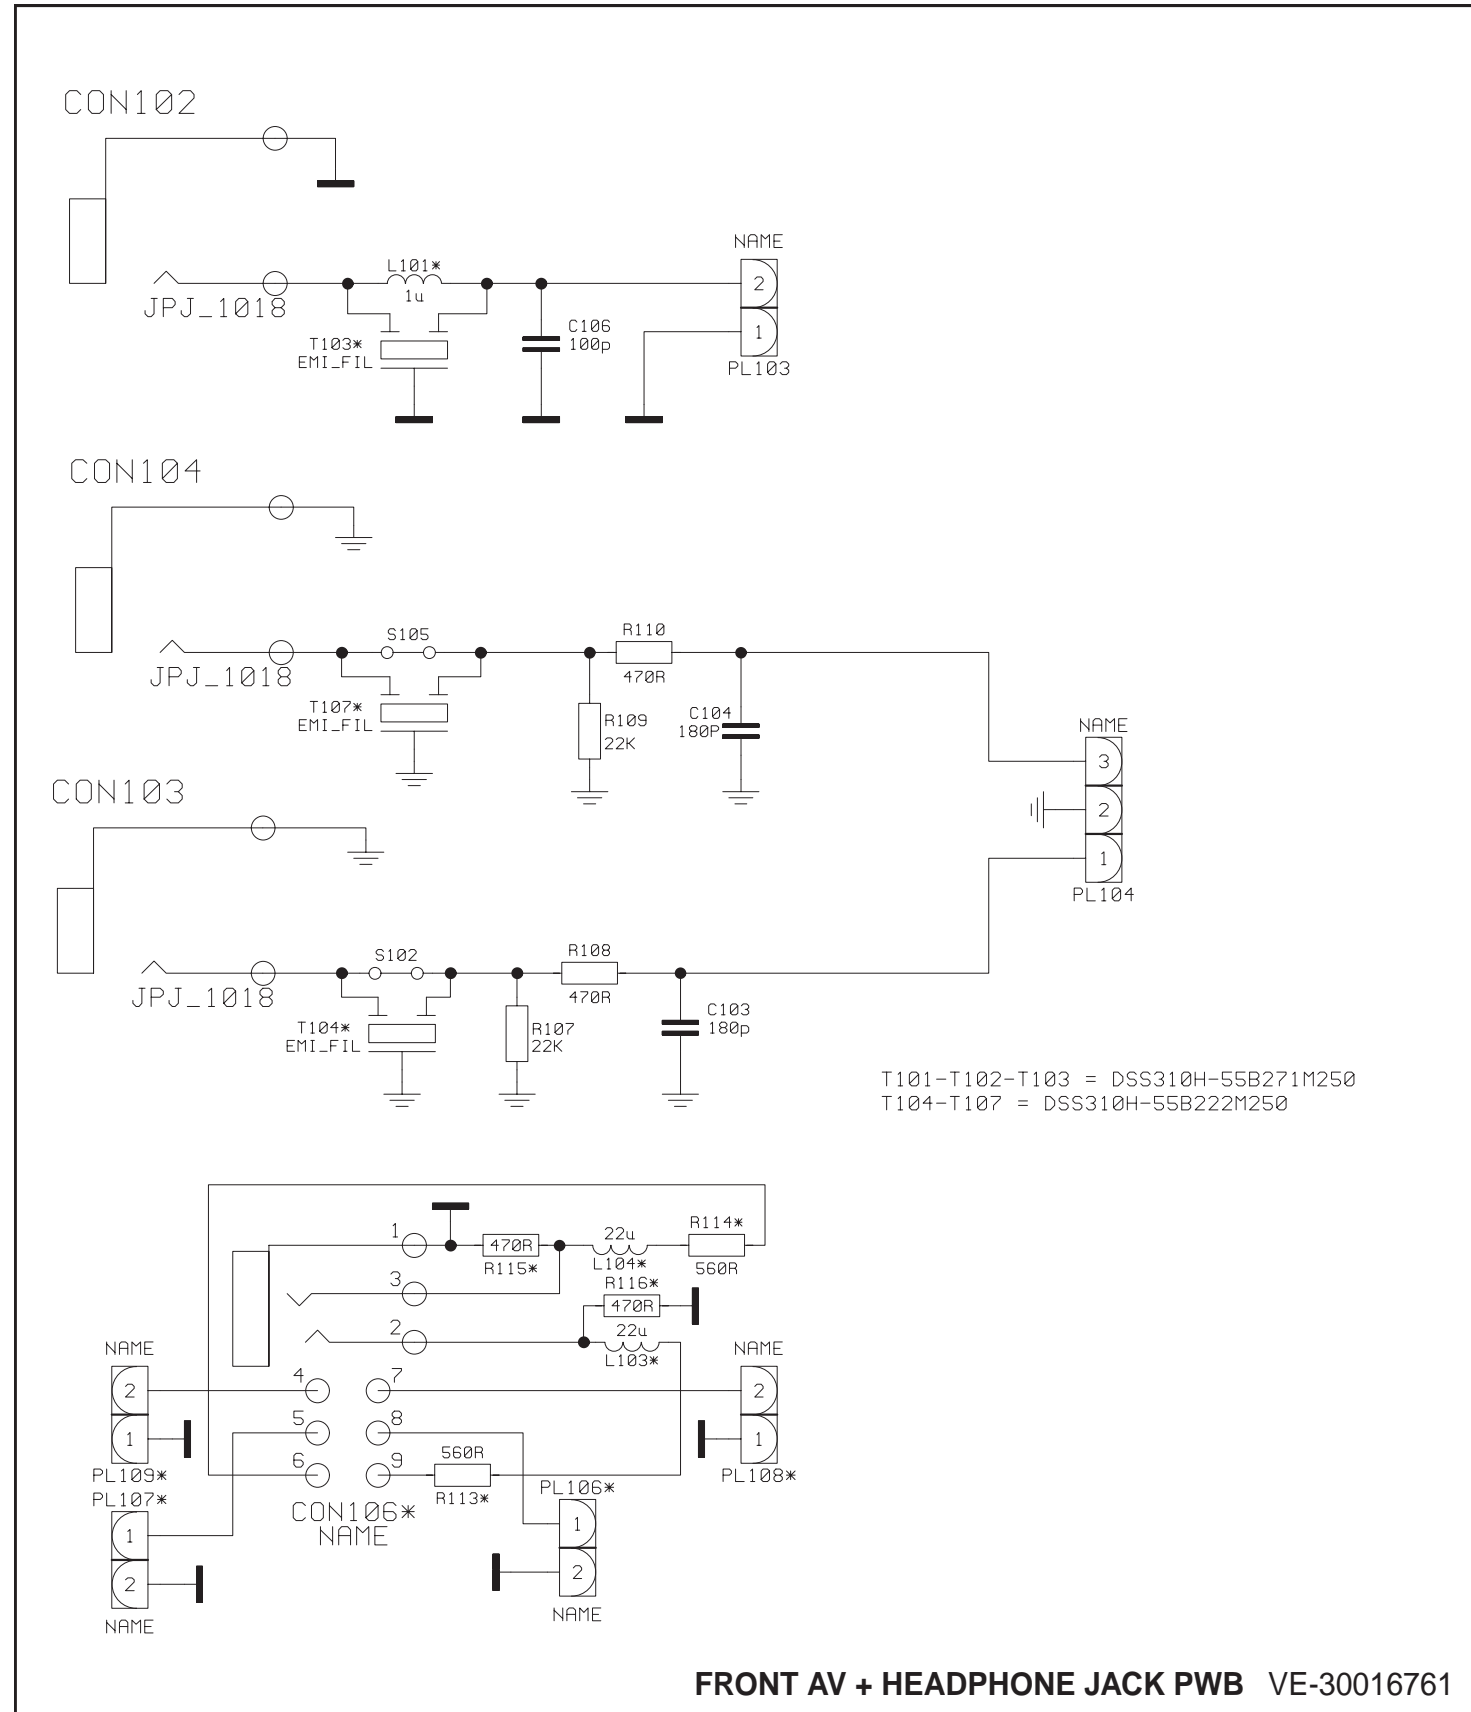 CON102
NAME
L101*
2
JPJ_1018
1u
T103*
EMI_FIL
C106
100p
1
PL103
CON104
S105
R110
JPJ_1018
470R
T107*
EMI_FIL
R109
22K
C104
180P
NAME
3
CON103
2
1
PL104
S102
R108
JPJ_1018
470R
T104*
EMI_FIL
R107
22K
C103
180p
T101-T102-T103 = DSS310H-55B271M250
T104-T107 = DSS310H-55B222M250
1
470R
R115*
22u
L104*
R114*
560R
3
R116*
470R
2
22u
L103*
NAME
2
1
PL109*
4
7
5
8
6
9
560R
R113*
NAME
2
1
PL108*
PL107*
1
2
NAME
CON106*
NAME
PL106*
1
2
NAME
FRONT AV + HEADPHONE JACK PWB VE-30016761